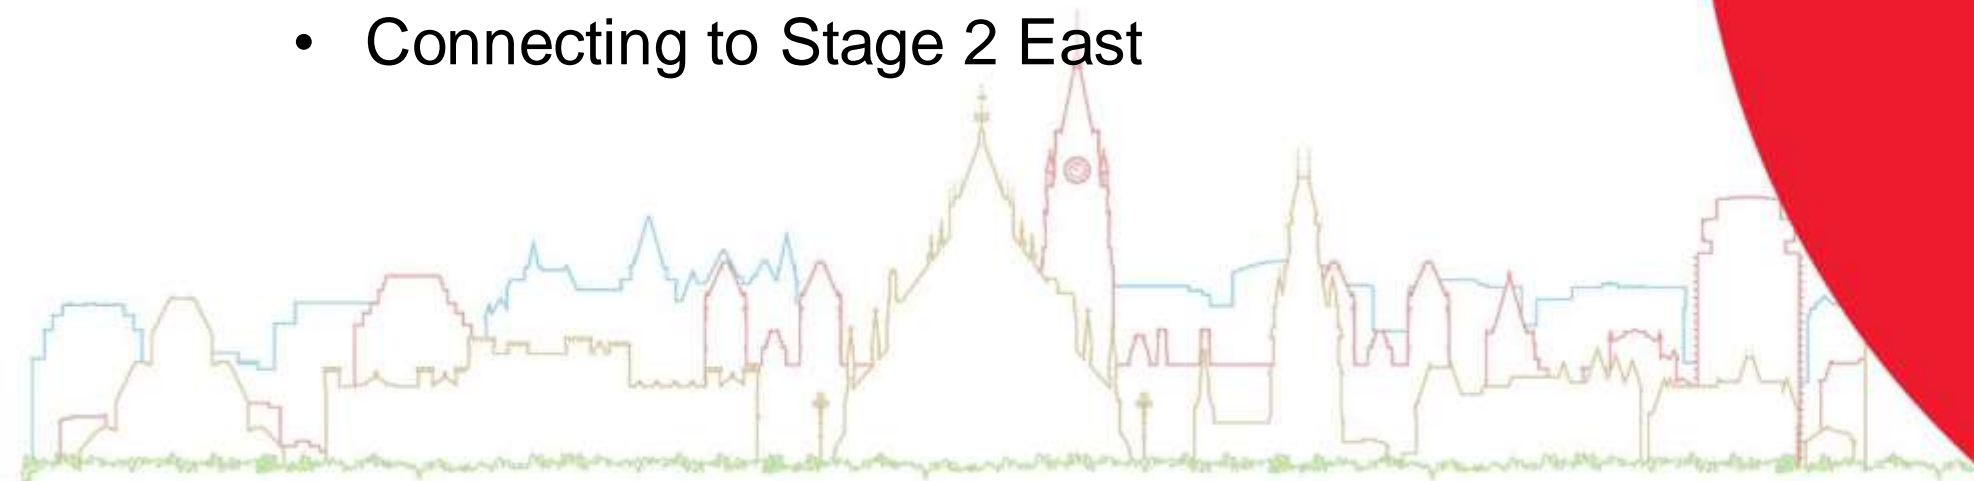 • Connecting to Stage 2 East